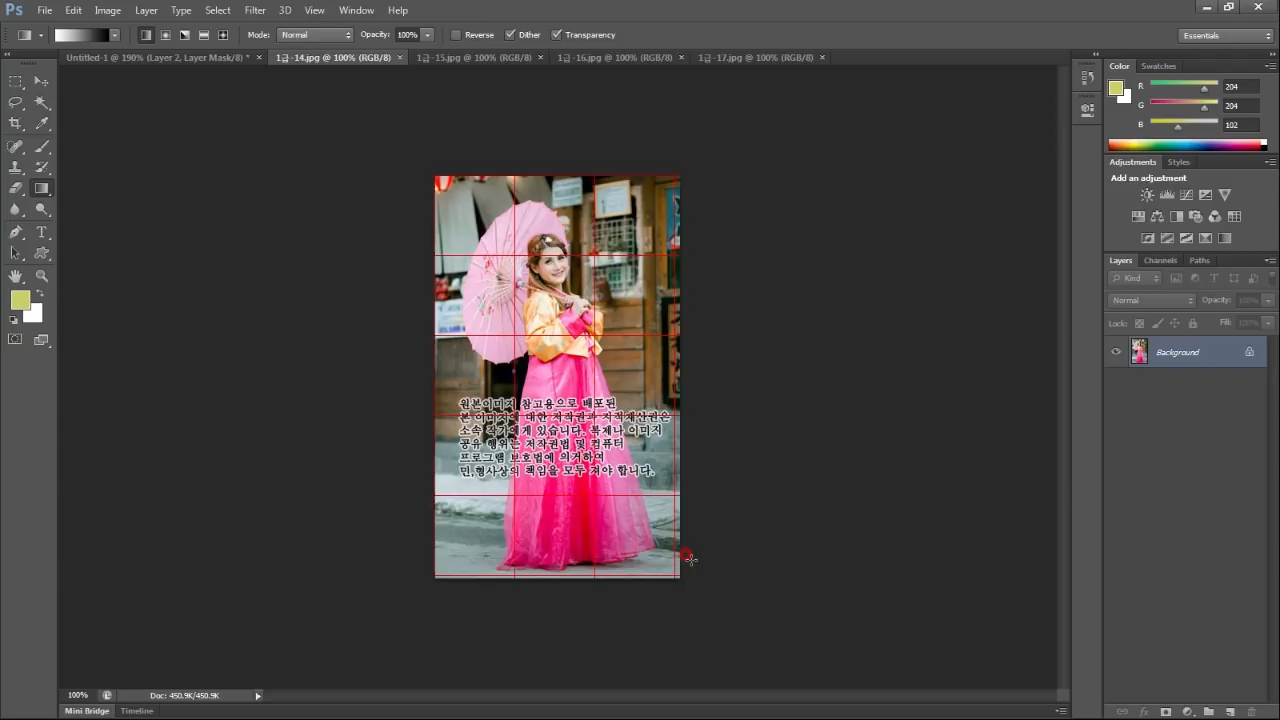 Ps File Edit Image Layer Type Select Filter 3D View Window Help
Mode: Normal Opacity: 100% Reverse Dither Transparency Essentials
Untitled-1 @ 190% (Layer 2, Layer Mask/8) * × 1급-14.jpg @ 100% (RGB/8) × 1급-15.jpg @ 100% (RGB/8) × 1급-16.jpg @ 100% (RGB/8) × 1급-17.jpg @ 100% (RGB/8) ×
Color Swatches
R 204
G 204
B 102
Adjustments Styles
Add an adjustment
Layers Channels Paths
Kind
Normal Opacity: 100%
Lock: Fill: 100%
Background
원본이미지 참고용으로 배포된
본 이미지에 대한 저작권과 지적재산권은
소속 작가에게 있습니다. 복제나 이미지
공유 행위는 저작권법 및 컴퓨터
프로그램 보호법에 의거하여
민,형사상의 책임을 모두 져야 합니다.
100% Doc: 450.9K/450.9K
Mini Bridge Timeline